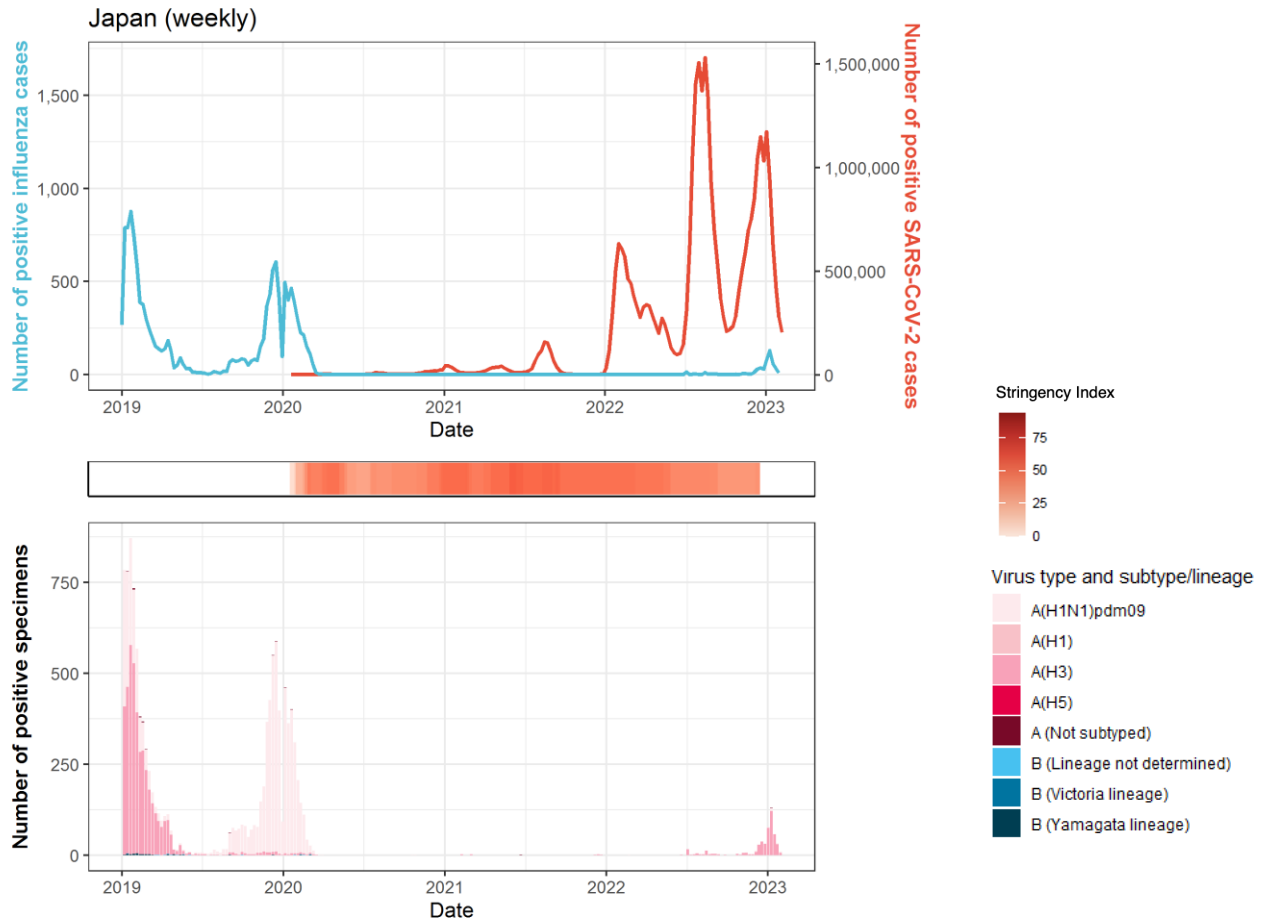 Japan (weekly)
Number of positive influenza cases
1,500
1,000
500
0
1,500,000
1,000,000
500,000
0
Number of positive SARS-CoV-2 cases
2019
2020
2021
2022
2023
Date
Stringency Index
75
50
25
0
Number of positive specimens
750
500
250
0
2019
2020
2021
2022
2023
Date
Virus type and subtype/lineage
A(H1N1)pdm09
A(H1)
A(H3)
A(H5)
A (Not subtyped)
B (Lineage not determined)
B (Victoria lineage)
B (Yamagata lineage)